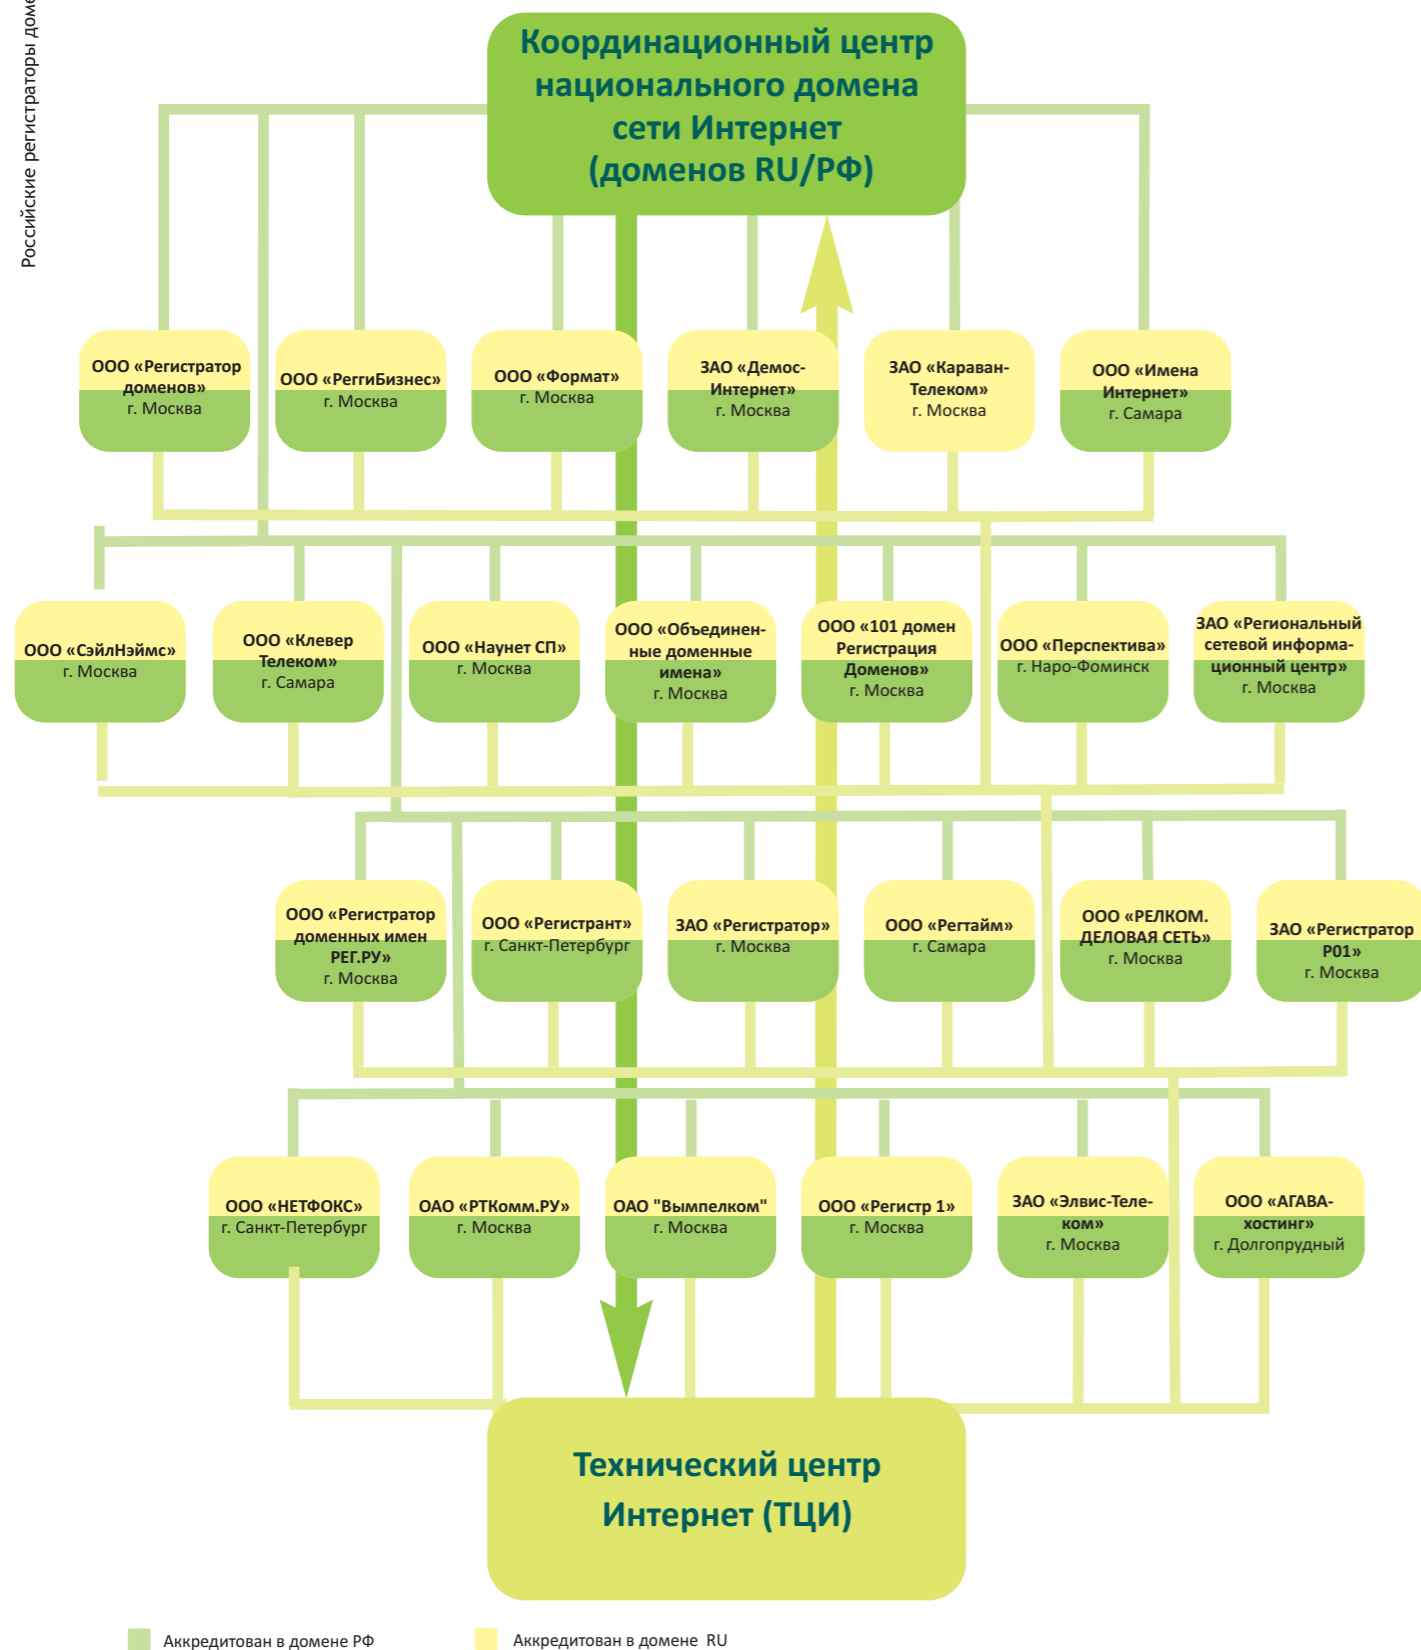 Российские регистраторы
Координационный центр
национального домена
сети Интернет
(доменов RU/РФ)
ООО «Регистратор
доменов»
г. Москва
ООО «РеггиБизнес»
г. Москва
ООО «Формат»
г. Москва
ЗАО «Демос-
Интернет»
г. Москва
ЗАО «Караван-
Телеком»
г. Москва
ООО «Имена
Интернет»
г. Самара
ООО «СэйлНэймс»
г. Москва
ООО «Клевер
Телеком»
г. Самара
ООО «Наунет СП»
г. Москва
ООО «Объединен-
ные доменные
имена»
г. Москва
ООО «101 домен
Регистрация
Доменов»
г. Москва
ООО «Перспектива»
г. Наро-Фоминск
ЗАО «Региональный
сетевой информа-
ционный центр»
г. Москва
ООО «Регистратор
доменных имен
РЕГ.РУ»
г. Москва
ООО «Регистрант»
г. Санкт-Петербург
ЗАО «Регистратор»
г. Москва
ООО «Регтайм»
г. Самара
ООО «РЕЛКОМ.
ДЕЛОВАЯ СЕТЬ»
г. Москва
ЗАО «Регистратор
Р01»
г. Москва
ООО «НЕТФОКС»
г. Санкт-Петербург
ОАО «РТКомм.РУ»
г. Москва
ОАО "Вымпелком"
г. Москва
ООО «Регистр 1»
г. Москва
ЗАО «Элвис-Теле-
ком»
г. Москва
ООО «АГАВА-
хостинг»
г. Долгопрудный
Технический центр
Интернет (ТЦИ)
Аккредитован в домене РФ
Аккредитован в домене RU